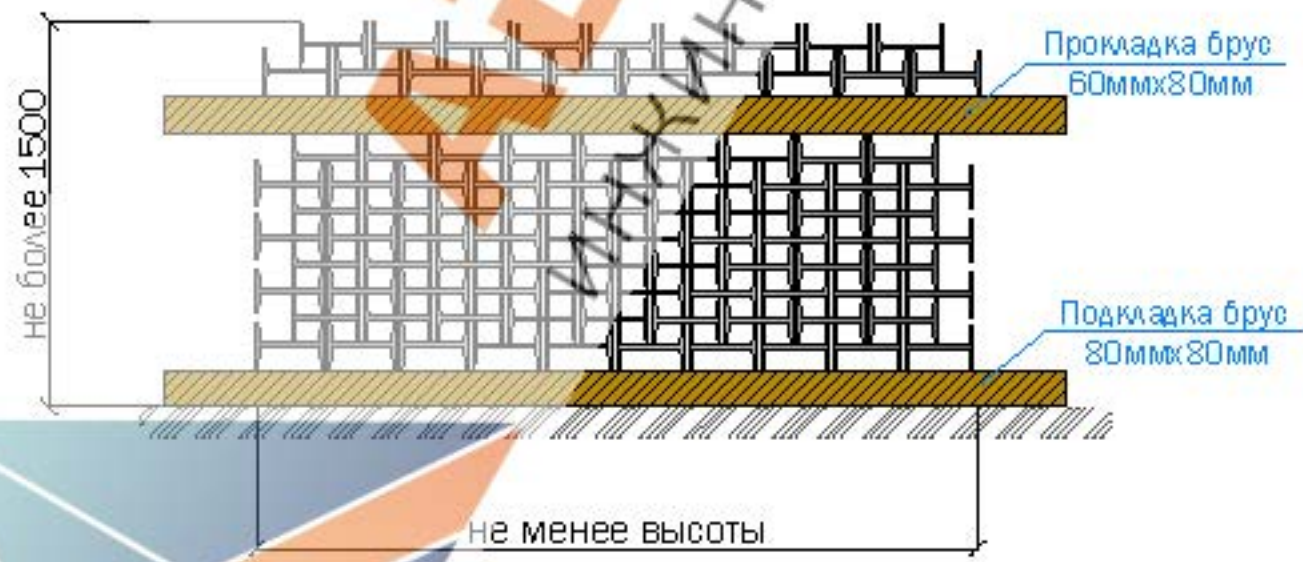 Прокладка брус
60ммх80мм
не более 1500
Подкладка брус
80ммх80мм
не менее высоты